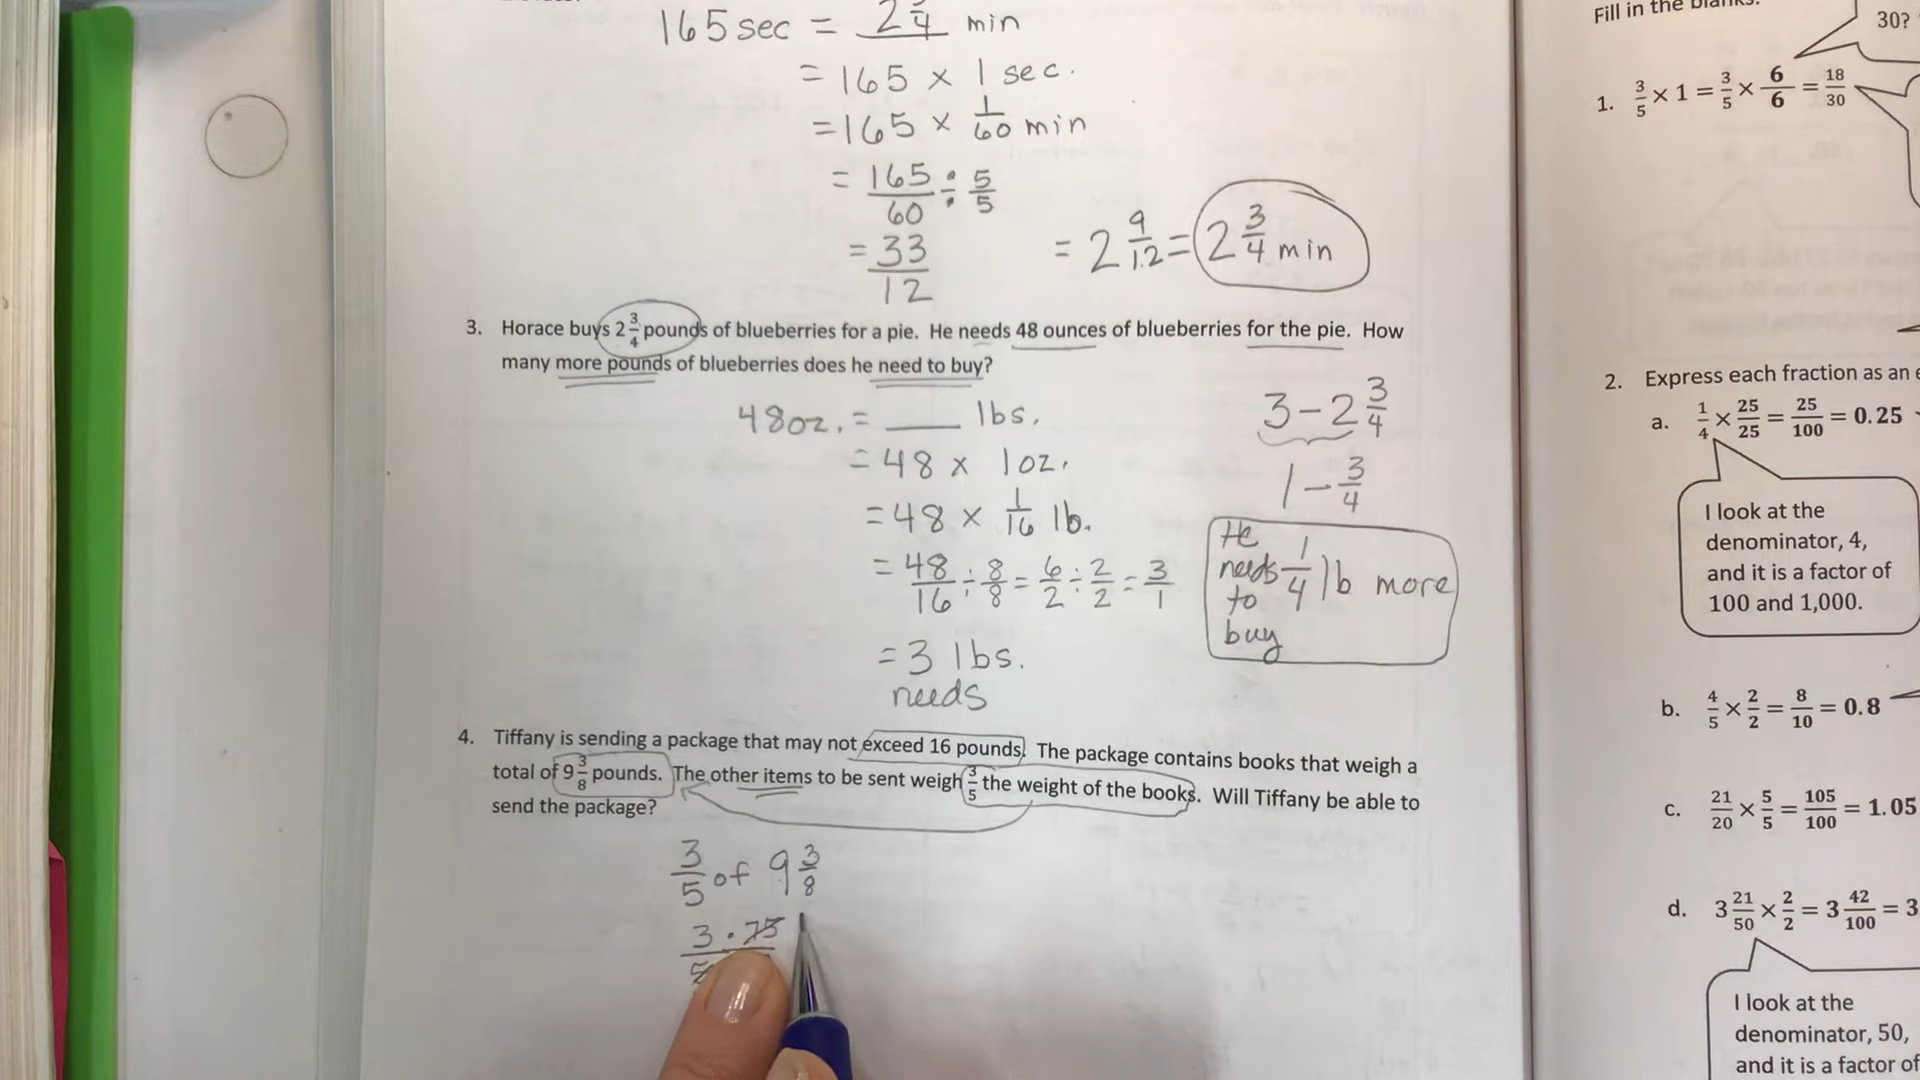 165 sec = 2 3/4 min
= 165 × 1 sec.
= 165 × 1/60 min
= 165/60 ÷ 5/5
= 33/12
= 2 9/12 = 2 3/4 min
3. Horace buys 2 3/4 pounds of blueberries for a pie. He needs 48 ounces of blueberries for the pie. How
many more pounds of blueberries does he need to buy?
48oz. = ___ lbs.
= 48 × 1oz.
= 48 × 1/16 lb.
= 48/16 ÷ 8/8 = 6/2 ÷ 2/2 = 3/1
= 3 lbs.
needs
3 - 2 3/4
1 - 3/4
He
needs 1/4 lb more
to
buy
4. Tiffany is sending a package that may not exceed 16 pounds. The package contains books that weigh a
total of 9 3/8 pounds. The other items to be sent weigh 3/5 the weight of the books. Will Tiffany be able to
send the package?
3/5 of 9 3/8
3 · 75
5
Fill in the blanks.
30?
1. 3/5 × 1 = 3/5 × 6/6 = 18/30
2. Express each fraction as an
a. 1/4 × 25/25 = 25/100 = 0.25
I look at the
denominator, 4,
and it is a factor of
100 and 1,000.
b. 4/5 × 2/2 = 8/10 = 0.8
c. 21/20 × 5/5 = 105/100 = 1.05
d. 3 21/50 × 2/2 = 3 42/100 = 3
I look at the
denominator, 50,
and it is a factor of